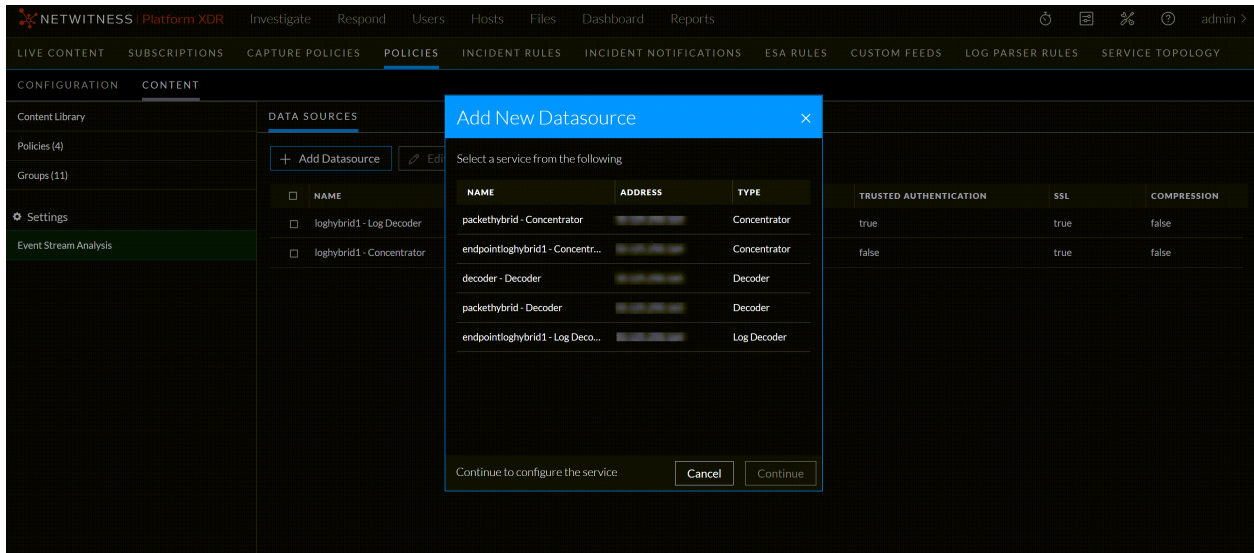 NETWITNESS Platform XDR Investigate Respond Users Hosts Files Dashboard Reports admin >
LIVE CONTENT SUBSCRIPTIONS CAPTURE POLICIES POLICIES INCIDENT RULES INCIDENT NOTIFICATIONS ESA RULES CUSTOM FEEDS LOG PARSER RULES SERVICE TOPOLOGY
CONFIGURATION CONTENT
Content Library
Policies (4)
Groups (11)
Settings
Event Stream Analysis
DATA SOURCES
+ Add Datasource Edi
NAME TRUSTED AUTHENTICATION SSL COMPRESSION
loghybrid1 - Log Decoder true true false
loghybrid1 - Concentrator false true false
Add New Datasource ×
Select a service from the following
NAME ADDRESS TYPE
packethybrid - Concentrator Concentrator
endpointloghybrid1 - Concentr... Concentrator
decoder - Decoder Decoder
packethybrid - Decoder Decoder
endpointloghybrid1 - Log Deco... Log Decoder
Continue to configure the service Cancel Continue